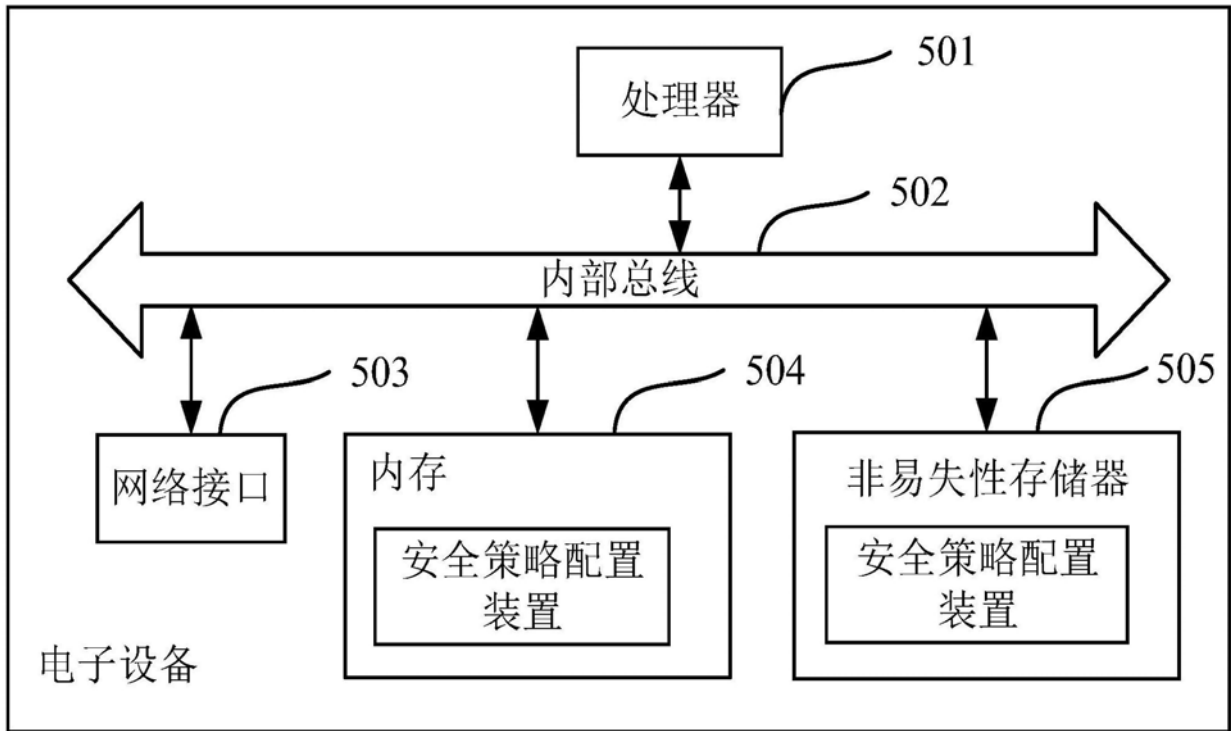 501
处理器
502
内部总线
503
504
505
网络接口
内存
非易失性存储器
安全策略配置
装置
安全策略配置
装置
电子设备